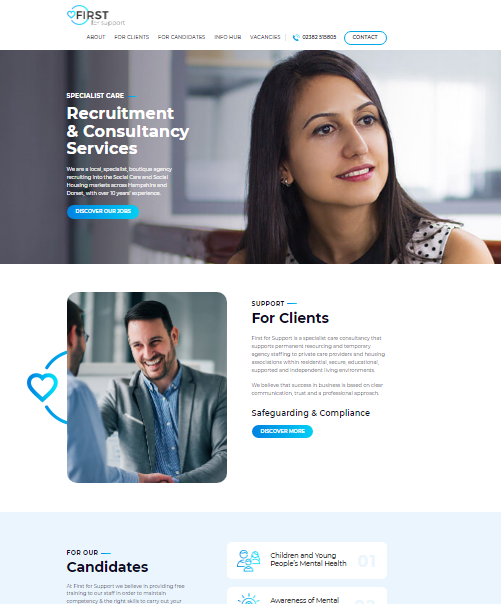 FIRST
for support
ABOUT FOR CLIENTS FOR CANDIDATES INFO HUB VACANCIES 02382 515805 CONTACT
SPECIALIST CARE
Recruitment
& Consultancy
Services
We are a local, specialist, boutique agency
recruiting into the Social Care and Social
Housing markets across Hampshire and
Dorset, with over 10 years' experience.
DISCOVER OUR JOBS
SUPPORT
For Clients
First for Support is a specialist care consultancy that
supports permanent resourcing and temporary
agency staffing to private care providers and housing
associations within residential, secure, educational,
supported and independent living environments.
We believe that success in business is based on clear
communication, trust and a professional approach.
Safeguarding & Compliance
DISCOVER MORE
FOR OUR
Candidates
At First for Support we believe in providing free
training to our staff in order to maintain
competency & the right skills to carry out your
Children and Young
People's Mental Health
01
Awareness of Mental
02